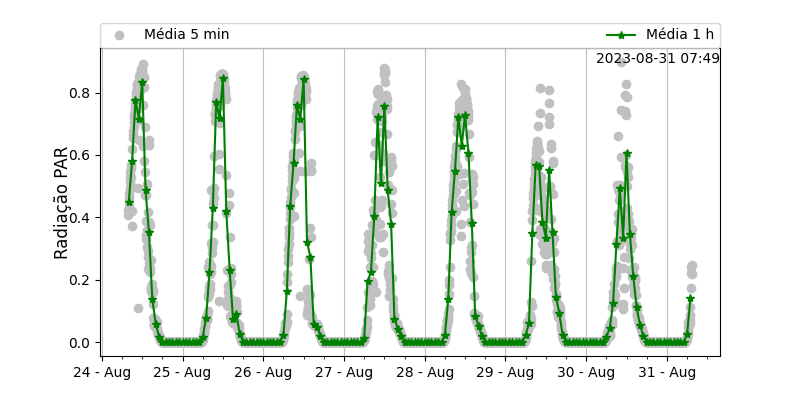 Média 5 min
Média 1 h
2023-08-31 07:49
Radiação PAR
0.8
0.6
0.4
0.2
0.0
24 - Aug
25 - Aug
26 - Aug
27 - Aug
28 - Aug
29 - Aug
30 - Aug
31 - Aug